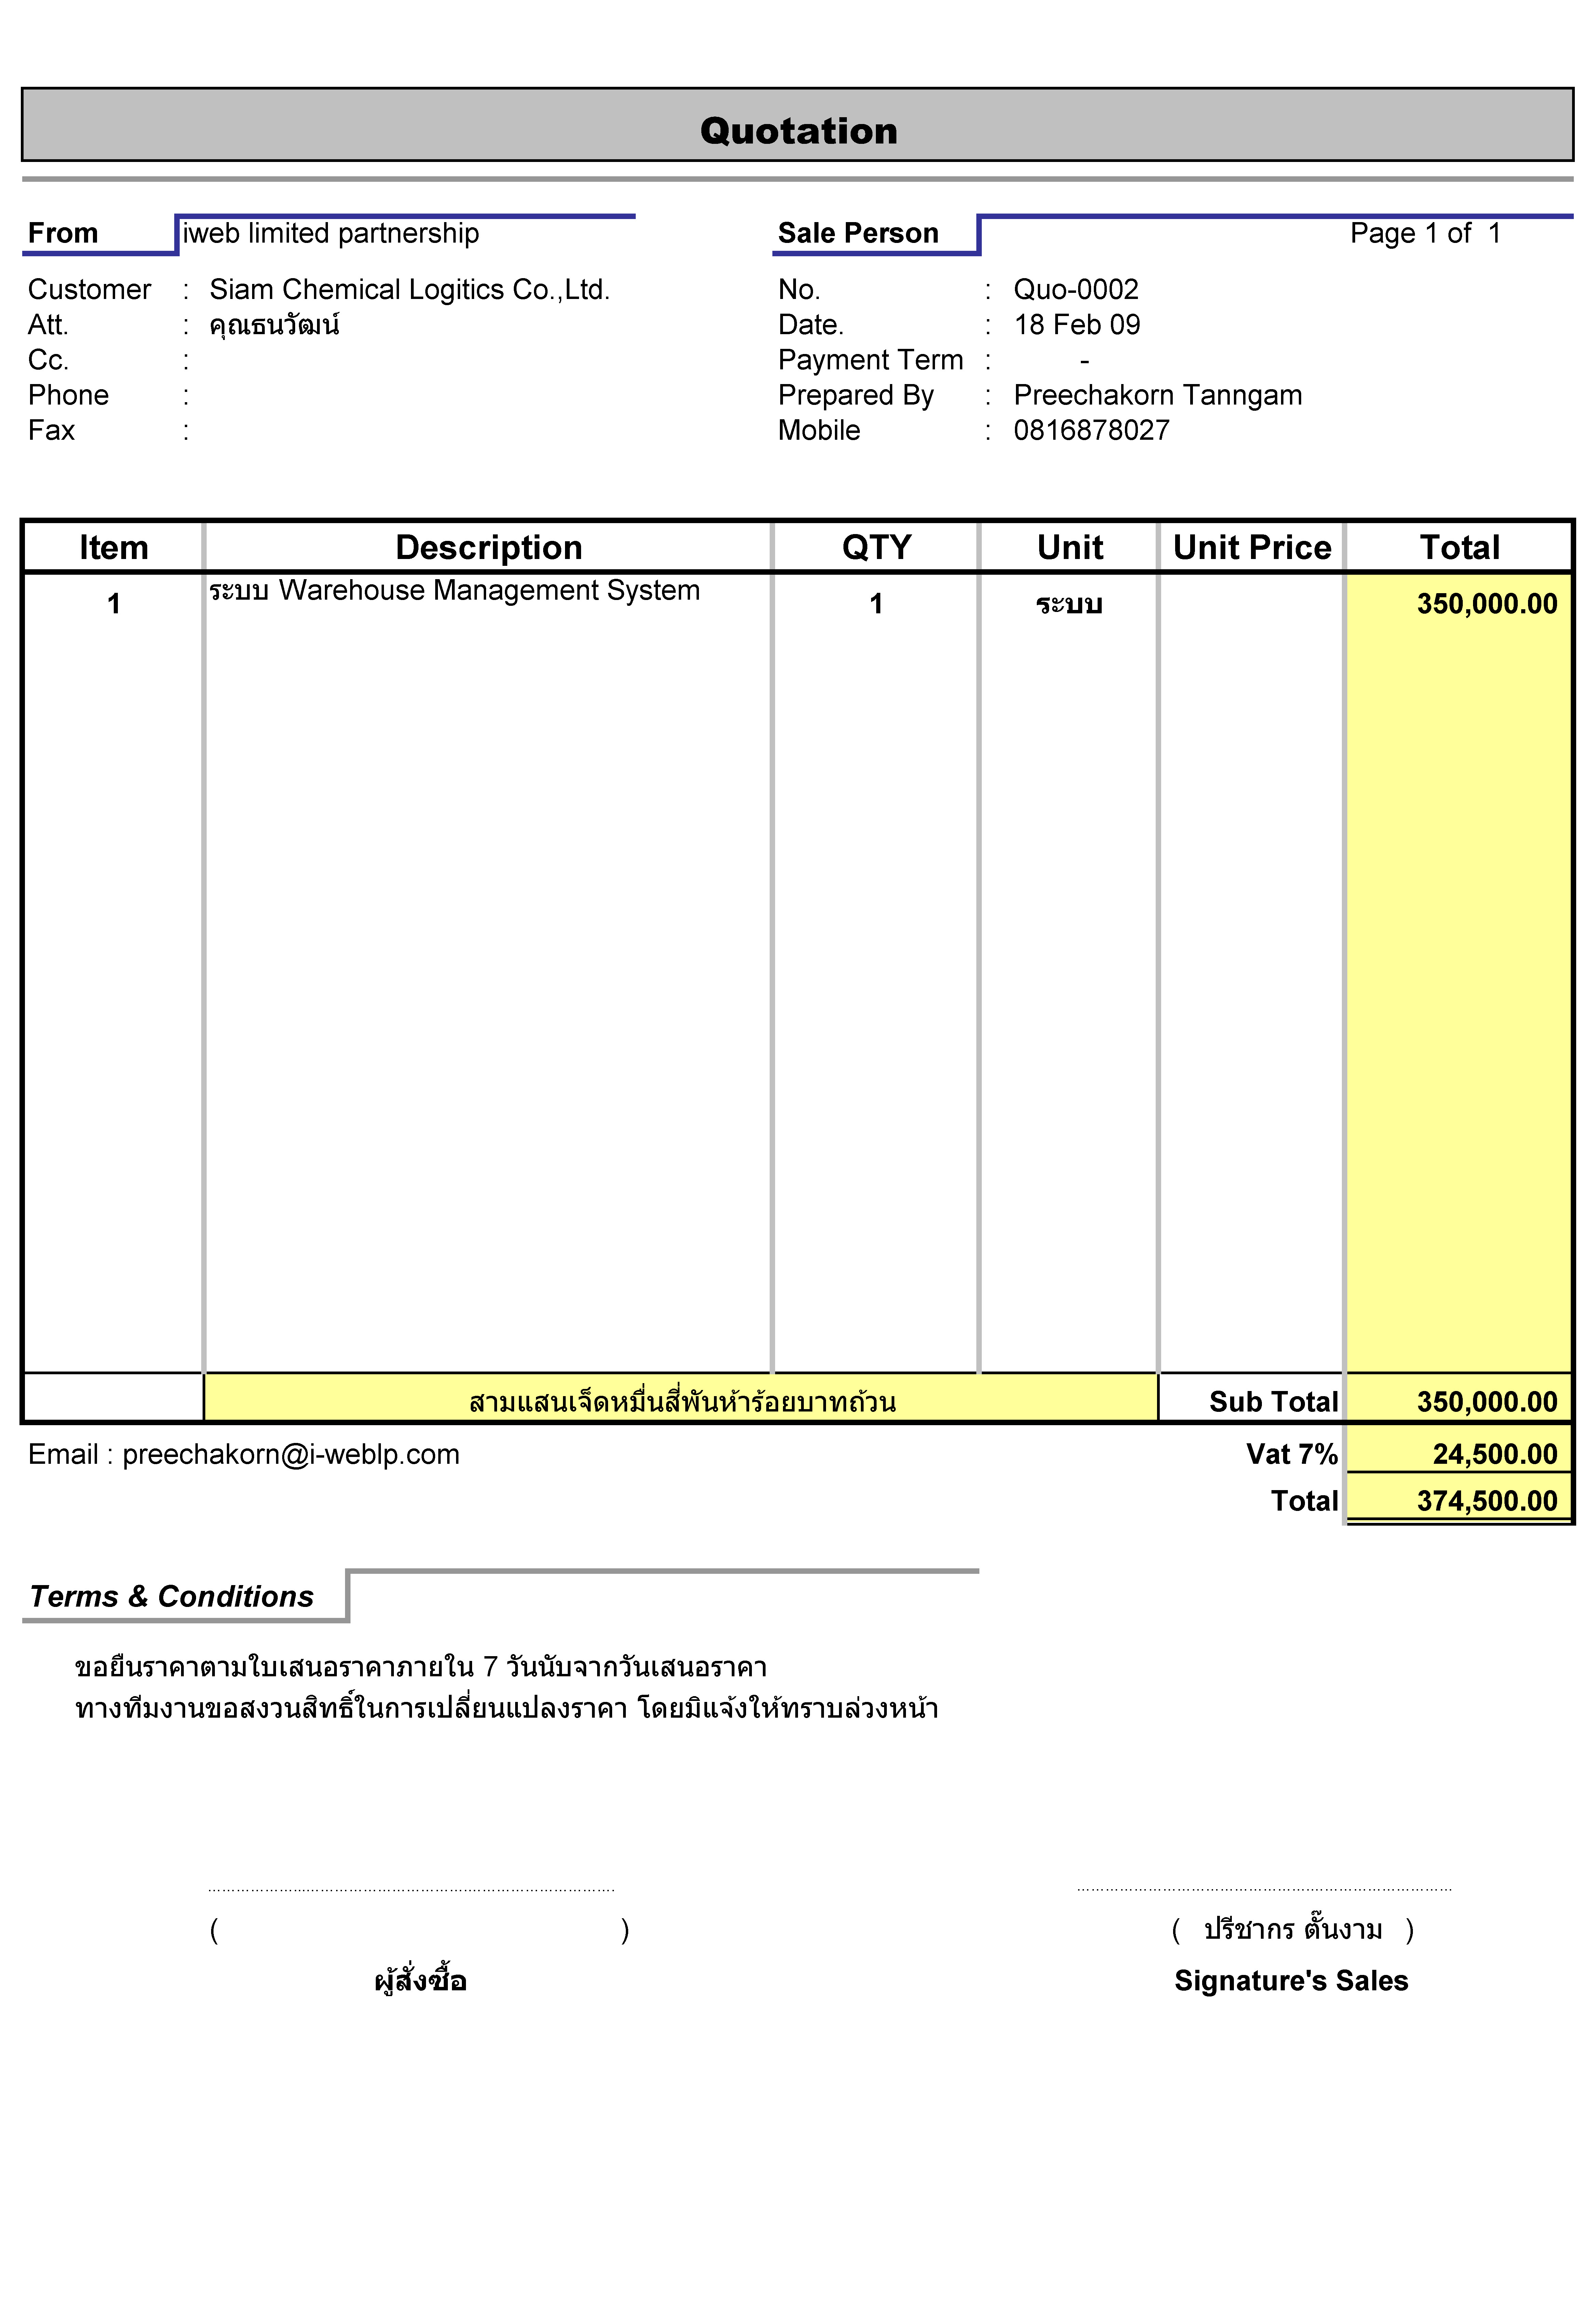 Quotation
From iweb limited partnership Sale Person Page 1 of 1
Customer : Siam Chemical Logitics Co.,Ltd. No. : Quo-0002
Att. : คุณธนวัฒน์ Date. : 18 Feb 09
Cc. : Payment Term : -
Phone : Prepared By : Preechakorn Tanngam
Fax : Mobile : 0816878027
Item Description QTY Unit Unit Price Total
1 ระบบ Warehouse Management System 1 ระบบ 350,000.00
สามแสนเจ็ดหมื่นสี่พันห้าร้อยบาทถ้วน Sub Total 350,000.00
Email : preechakorn@i-weblp.com Vat 7% 24,500.00
Total 374,500.00
Terms & Conditions
ขอยืนราคาตามใบเสนอราคาภายใน 7 วันนับจากวันเสนอราคา
ทางทีมงานขอสงวนสิทธิ์ในการเปลี่ยนแปลงราคา โดยมิแจ้งให้ทราบล่วงหน้า
( ) ( ปรีชากร ตั๊นงาม )
ผู้สั่งซื้อ Signature's Sales